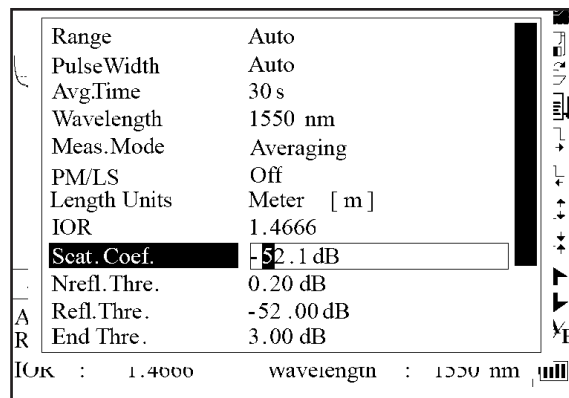 Range Auto
PulseWidth Auto
AvgTime 30 s
Wavelength 1550 nm
Meas.Mode Averaging
PM/LS Off
Length Units Meter [ m ]
IOR 1.4666
Scat. Coef. -52.1 dB
Nrefl.Thre. 0.20 dB
Refl.Thre. -52.00 dB
End Thre. 3.00 dB
A
R
IOR : 1.4666 Wavelength : 1550 nm